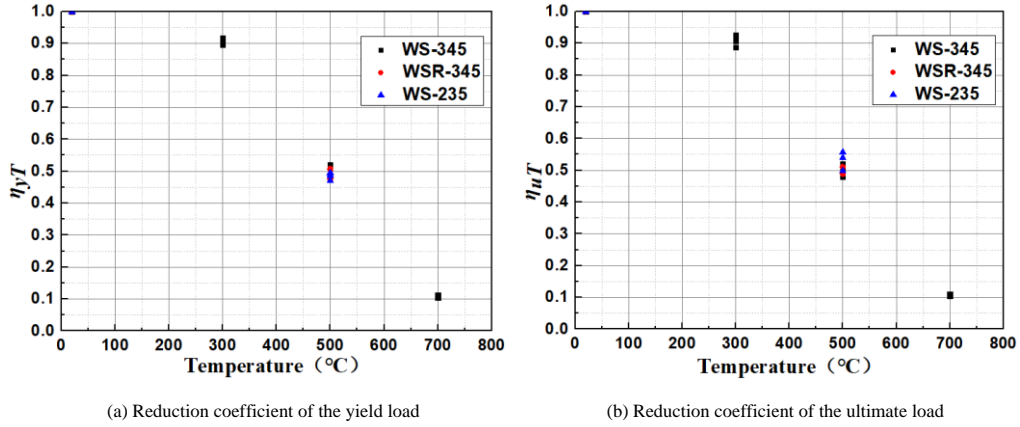 1.0
0.9
0.8
0.7
0.6
0.5
0.4
0.3
0.2
0.1
0.0
ηyT
WS-345
WSR-345
WS-235
0 100 200 300 400 500 600 700 800
Temperature（°C）
(a) Reduction coefficient of the yield load
1.0
0.9
0.8
0.7
0.6
0.5
0.4
0.3
0.2
0.1
0.0
ηuT
WS-345
WSR-345
WS-235
0 100 200 300 400 500 600 700 800
Temperature（°C）
(b) Reduction coefficient of the ultimate load